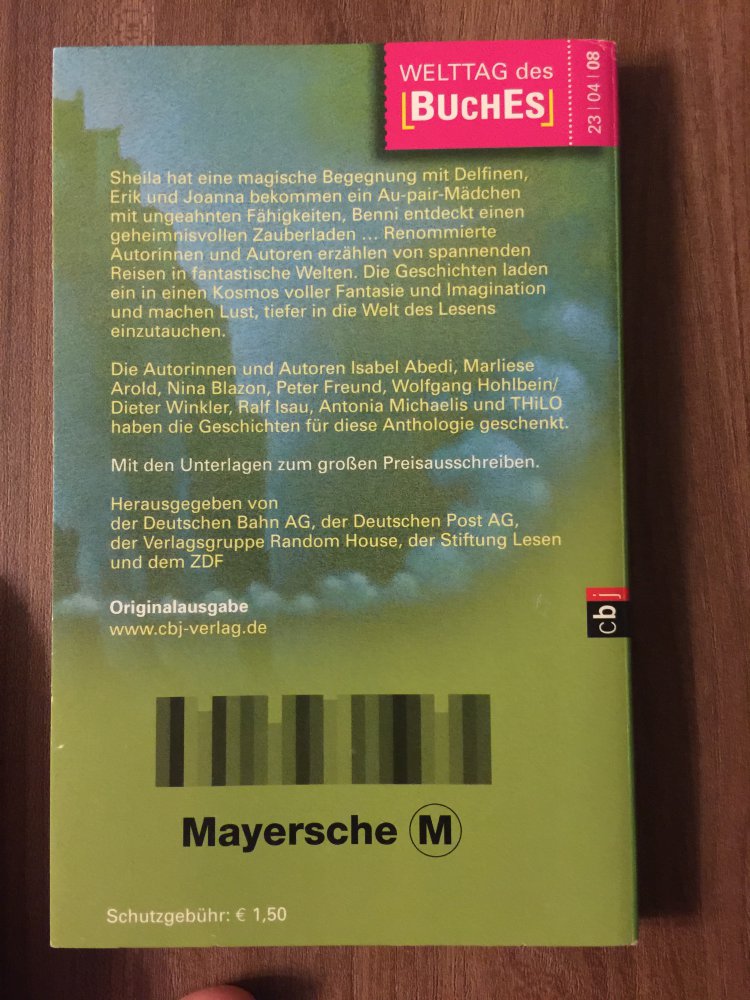 WELTTAG des
[BUCHES]
23 | 04 | 08
Sheila hat eine magische Begegnung mit Delfinen,
Erik und Joanna bekommen ein Au-pair-Mädchen
mit ungeahnten Fähigkeiten, Benni entdeckt einen
geheimnisvollen Zauberladen ... Renommierte
Autorinnen und Autoren erzählen von spannenden
Reisen in fantastische Welten. Die Geschichten laden
ein in einen Kosmos voller Fantasie und Imagination
und machen Lust, tiefer in die Welt des Lesens
einzutauchen.
Die Autorinnen und Autoren Isabel Abedi, Marliese
Arold, Nina Blazon, Peter Freund, Wolfgang Hohlbein/
Dieter Winkler, Ralf Isau, Antonia Michaelis und THiLO
haben die Geschichten für diese Anthologie geschenkt.
Mit den Unterlagen zum großen Preisausschreiben.
Herausgegeben von
der Deutschen Bahn AG, der Deutschen Post AG,
der Verlagsgruppe Random House, der Stiftung Lesen
und dem ZDF
Originalausgabe
www.cbj-verlag.de
cbj
Mayersche M
Schutzgebühr: € 1,50